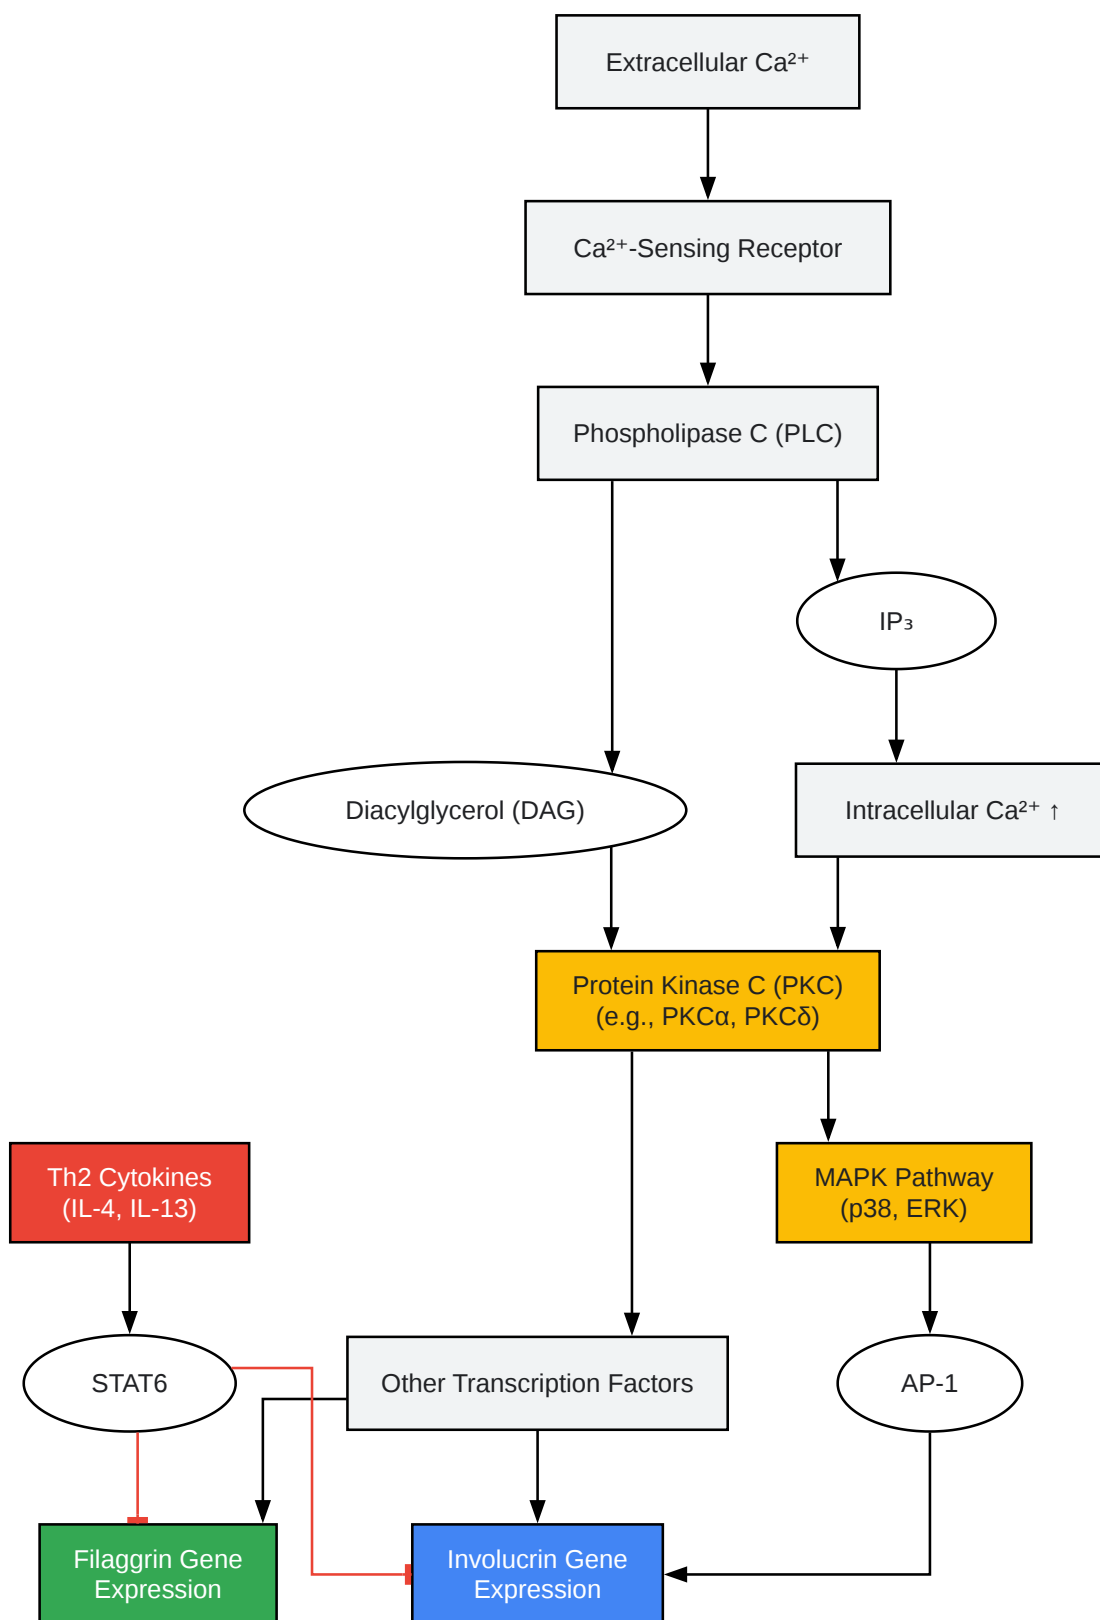 Extracellular Ca²⁺
Ca²⁺-Sensing Receptor
Phospholipase C (PLC)
IP₃
Diacylglycerol (DAG)
Intracellular Ca²⁺ ↑
Protein Kinase C (PKC)
(e.g., PKCα, PKCδ)
Th2 Cytokines
(IL-4, IL-13)
MAPK Pathway
(p38, ERK)
STAT6
Other Transcription Factors
AP-1
Filaggrin Gene
Expression
Involucrin Gene
Expression